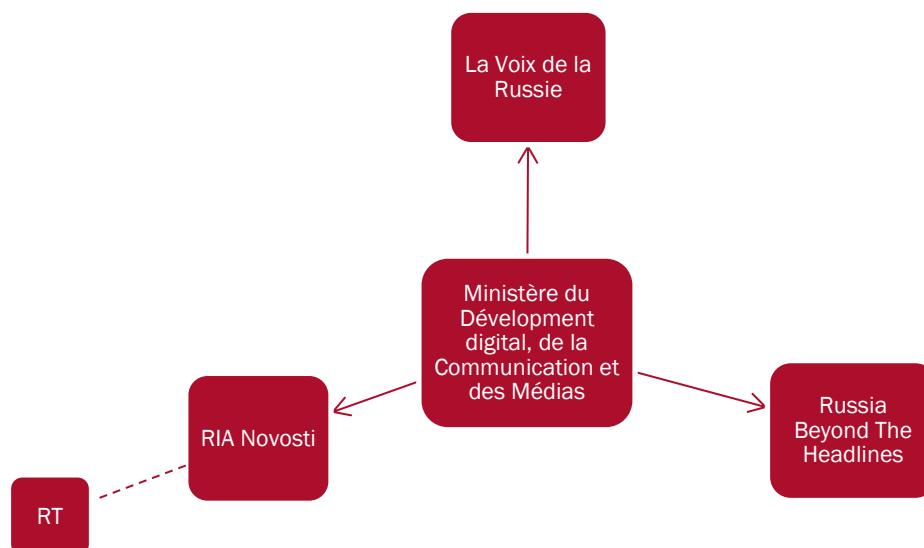 La Voix de la
Russie
Ministère du
Dévelopment
digital, de la
Communication et
des Médias
RIA Novosti
Russia
Beyond The
Headlines
RT